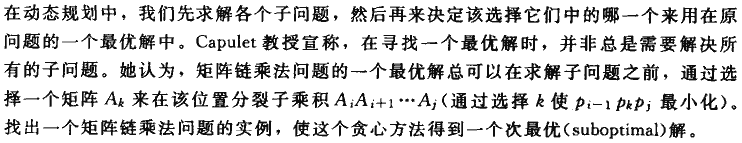 在动态规划中，我们先求解各个子问题，然后再来决定该选择它们中的哪一个来用在原
问题的一个最优解中。Capulet 教授宣称，在寻找一个最优解时，并非总是需要解决所
有的子问题。她认为，矩阵链乘法问题的一个最优解总可以在求解子问题之前，通过选
择一个矩阵 Aₖ 来在该位置分裂子乘积 AᵢAᵢ₊₁⋯Aⱼ(通过选择 k 使 pᵢ₋₁pₖpⱼ 最小化)。
找出一个矩阵链乘法问题的实例，使这个贪心方法得到一个次最优(suboptimal)解。